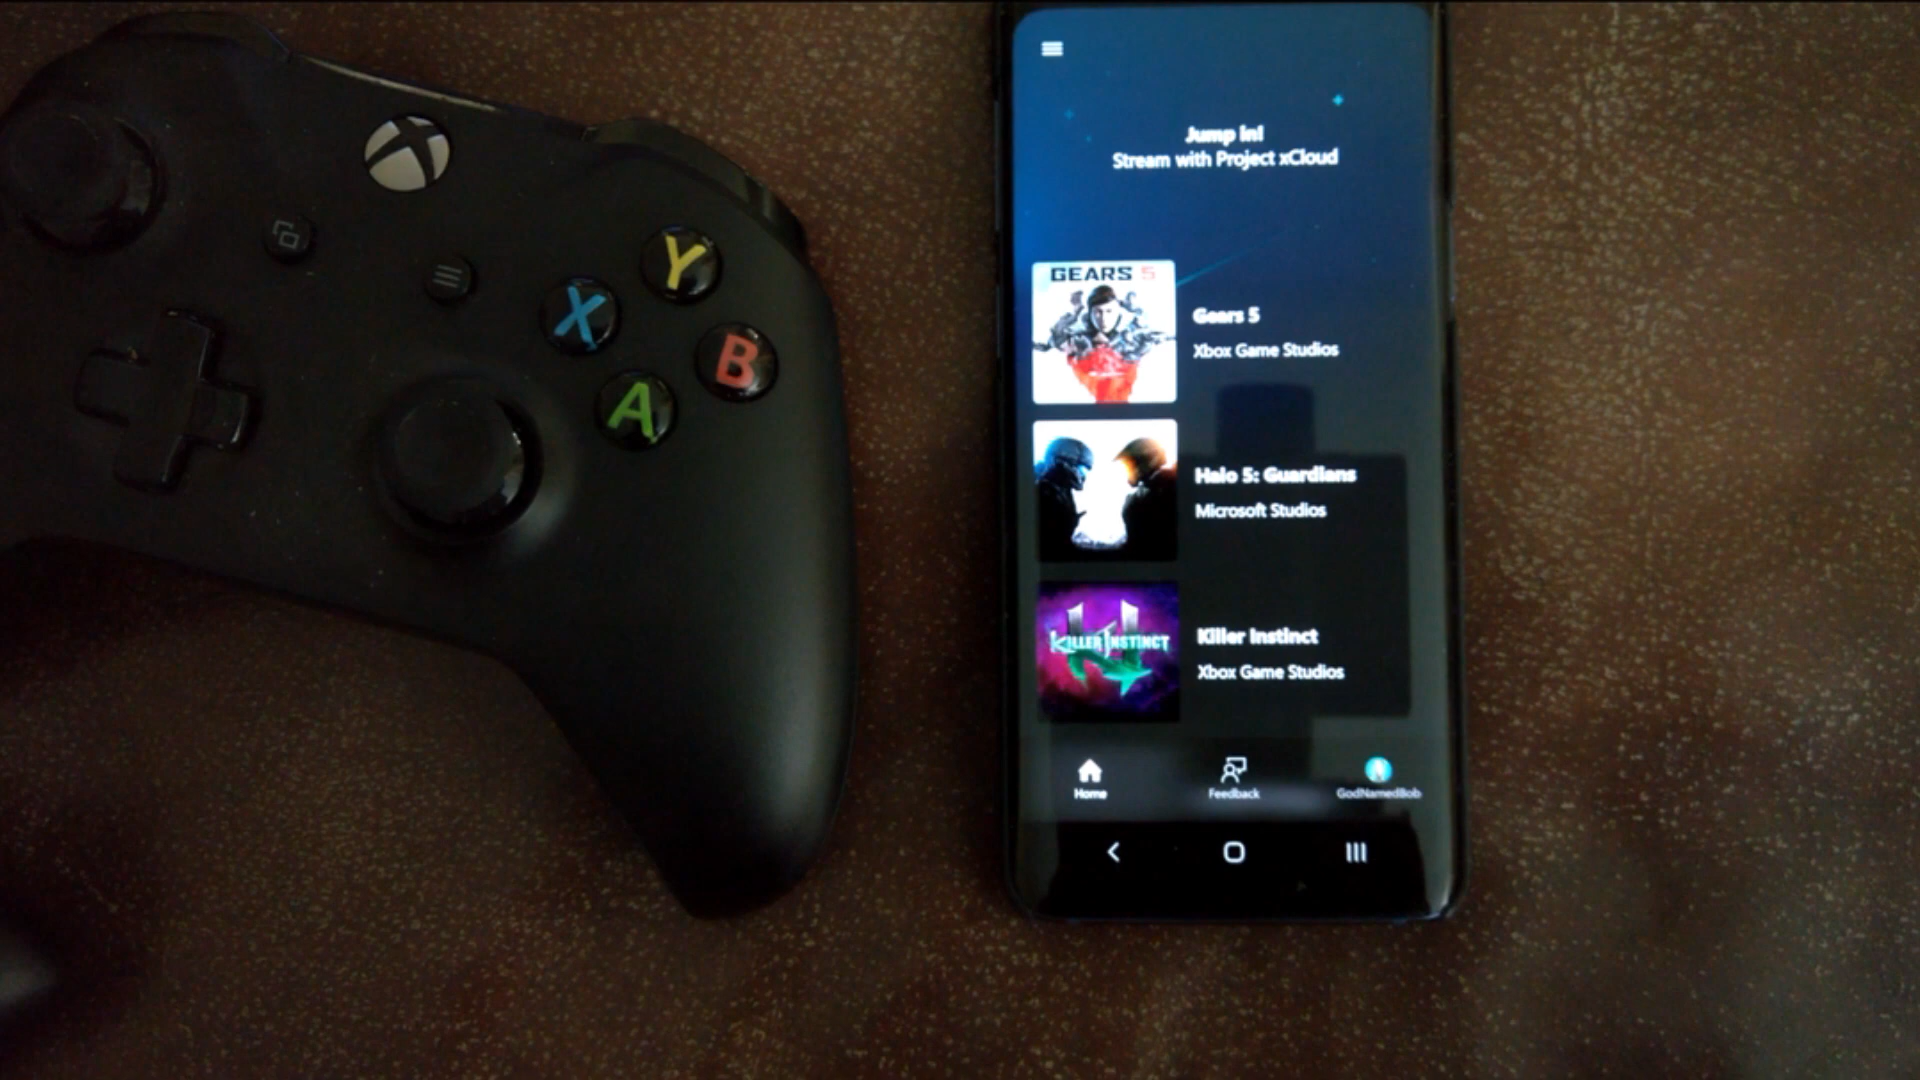 Y
X
B
A
Jump in!
Stream with Project xCloud
GEARS 5
Gears 5
Xbox Game Studios
Halo 5: Guardians
Microsoft Studios
KILLER INSTINCT
Killer Instinct
Xbox Game Studios
Home
Feedback
GodNamedBob